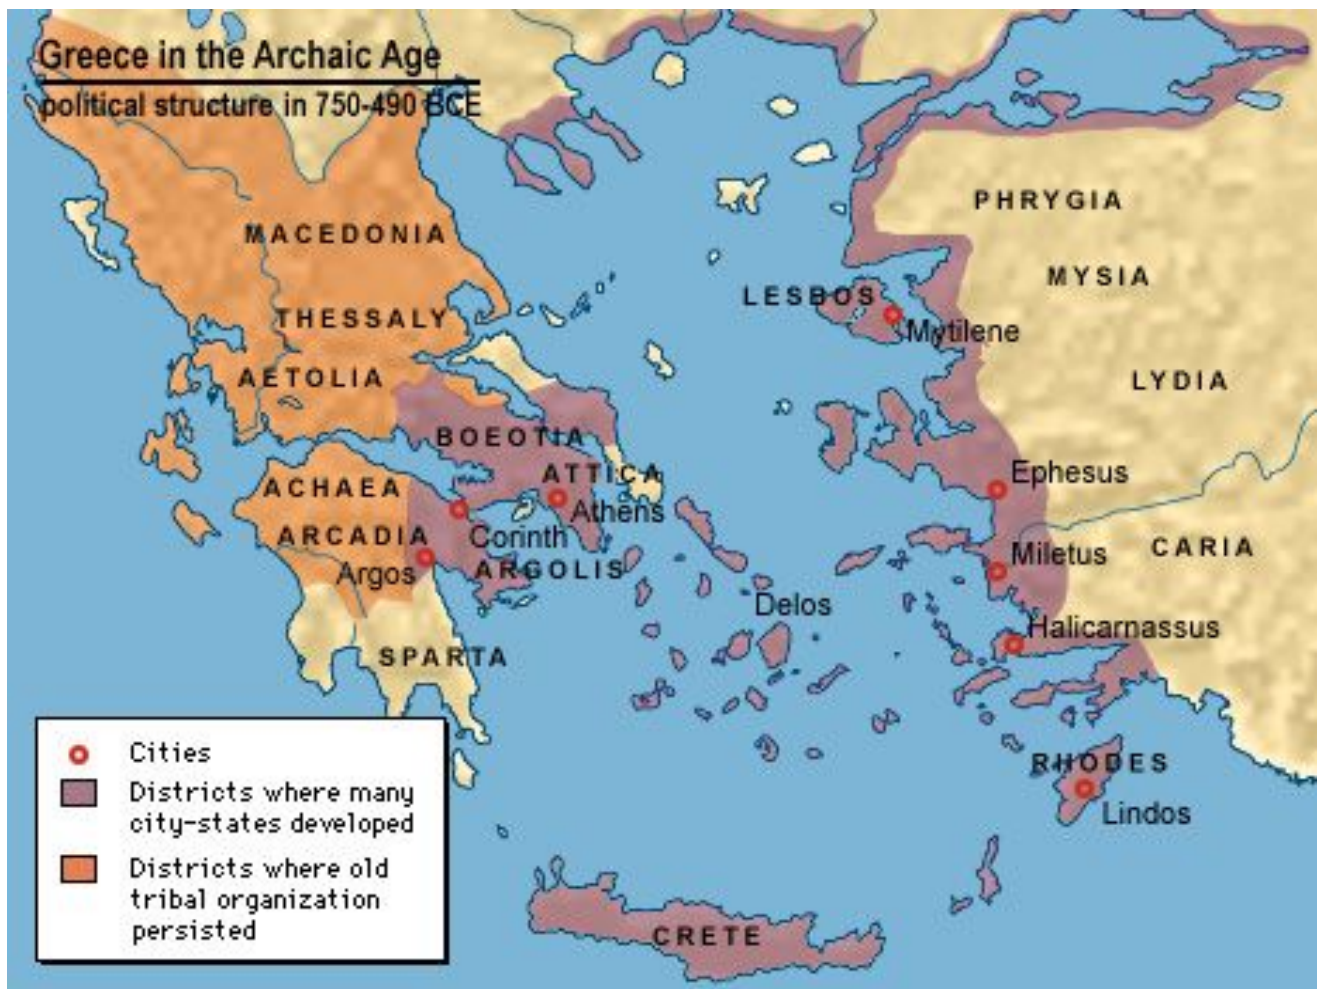 Greece in the Archaic Age
political structure in 750-490 BCE
PHRYGIA
MACEDONIA
MYSIA
LESBOS
THESSALY
Mytilene
AETOLIA
LYDIA
BOEOTIA
ATTICA
Ephesus
ACHAEA
Athens
ARCADIA
Corinth
CARIA
Miletus
Argos
ARGOLIS
Delos
Halicarnassus
SPARTA
Cities
RHODES
Districts where many
city-states developed
Lindos
Districts where old
tribal organization
persisted
CRETE